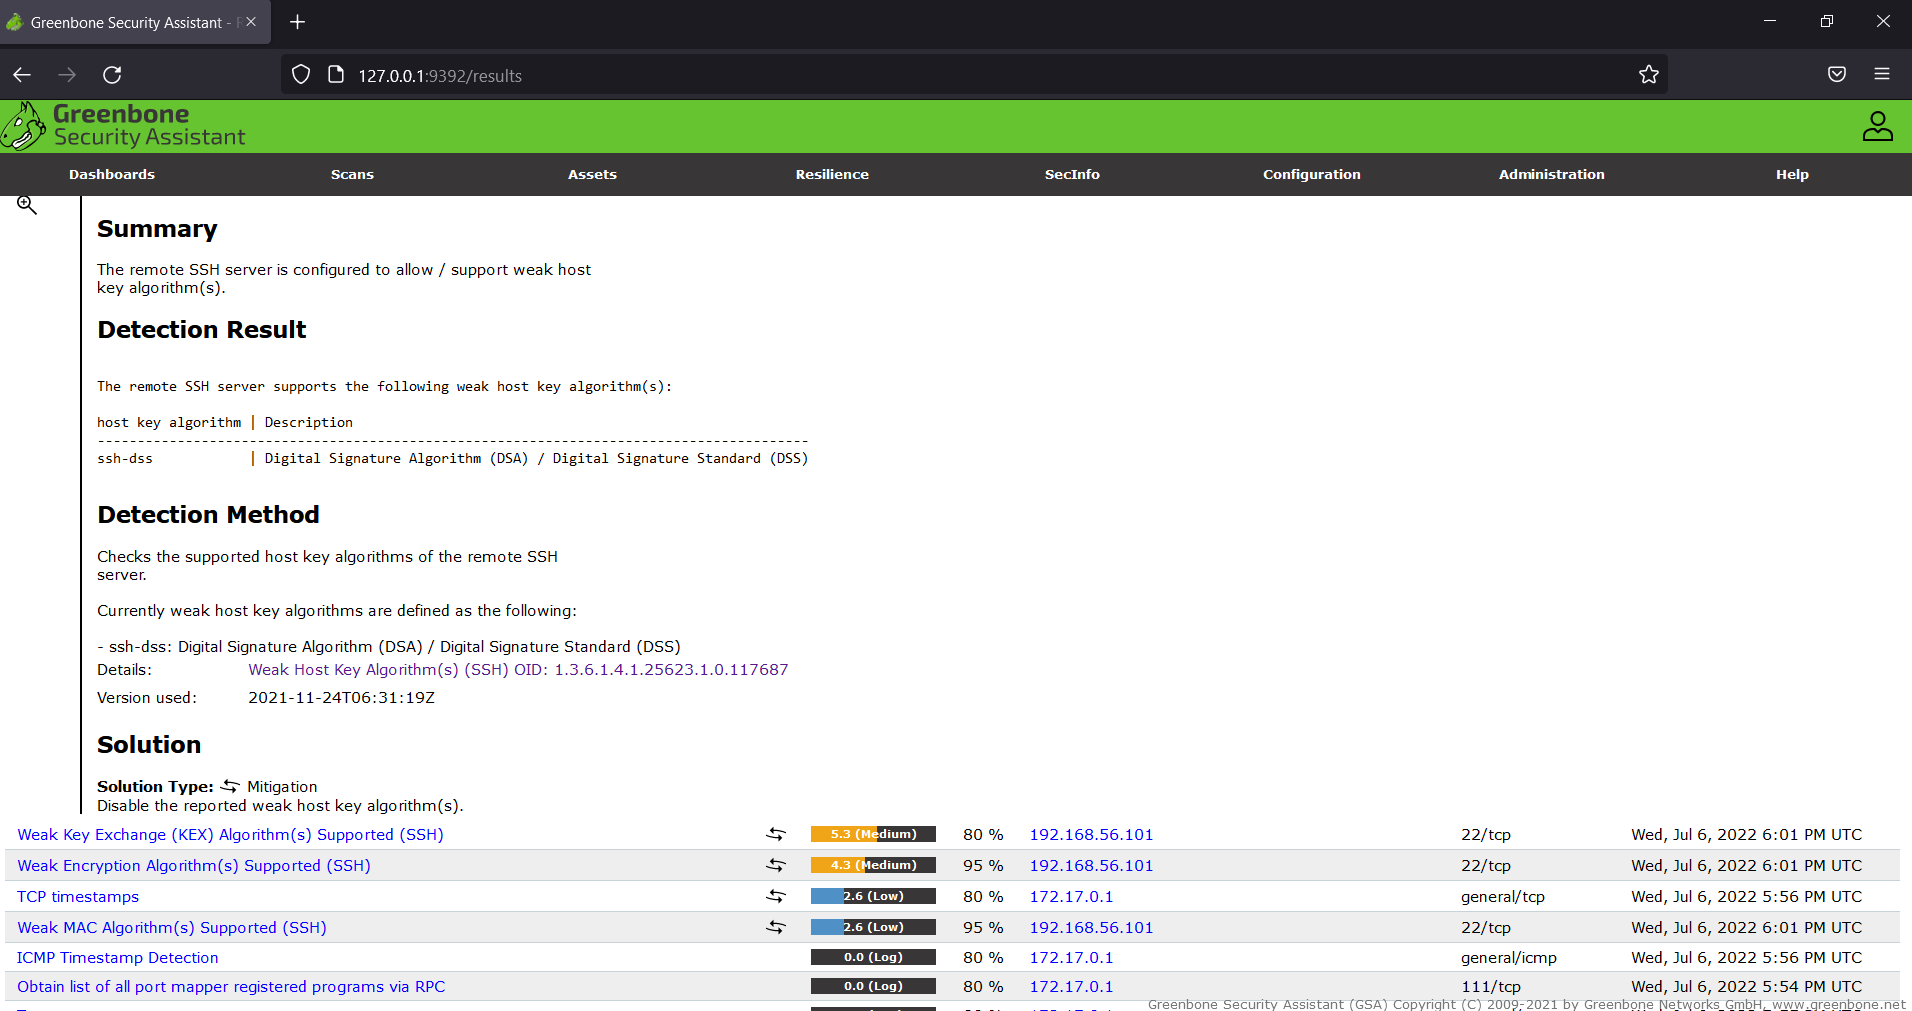 Greenbone Security Assistant -
127.0.0.1:9392/results
Greenbone
Security Assistant
Dashboards Scans Assets Resilience SecInfo Configuration Administration Help
Summary
The remote SSH server is configured to allow / support weak host
key algorithm(s).
Detection Result
The remote SSH server supports the following weak host key algorithm(s):
host key algorithm | Description
-----------------------------------------------------------------------------------------
ssh-dss | Digital Signature Algorithm (DSA) / Digital Signature Standard (DSS)
Detection Method
Checks the supported host key algorithms of the remote SSH
server.
Currently weak host key algorithms are defined as the following:
- ssh-dss: Digital Signature Algorithm (DSA) / Digital Signature Standard (DSS)
Details: Weak Host Key Algorithm(s) (SSH) OID: 1.3.6.1.4.1.25623.1.0.117687
Version used: 2021-11-24T06:31:19Z
Solution
Solution Type: Mitigation
Disable the reported weak host key algorithm(s).
Weak Key Exchange (KEX) Algorithm(s) Supported (SSH) 5.3 (Medium) 80 % 192.168.56.101 22/tcp Wed, Jul 6, 2022 6:01 PM UTC
Weak Encryption Algorithm(s) Supported (SSH) 4.3 (Medium) 95 % 192.168.56.101 22/tcp Wed, Jul 6, 2022 6:01 PM UTC
TCP timestamps 2.6 (Low) 80 % 172.17.0.1 general/tcp Wed, Jul 6, 2022 5:56 PM UTC
Weak MAC Algorithm(s) Supported (SSH) 2.6 (Low) 95 % 192.168.56.101 22/tcp Wed, Jul 6, 2022 6:01 PM UTC
ICMP Timestamp Detection 0.0 (Log) 80 % 172.17.0.1 general/icmp Wed, Jul 6, 2022 5:56 PM UTC
Obtain list of all port mapper registered programs via RPC 0.0 (Log) 80 % 172.17.0.1 111/tcp Wed, Jul 6, 2022 5:54 PM UTC
Greenbone Security Assistant (GSA) Copyright (C) 2009-2021 by Greenbone Networks GmbH, www.greenbone.net